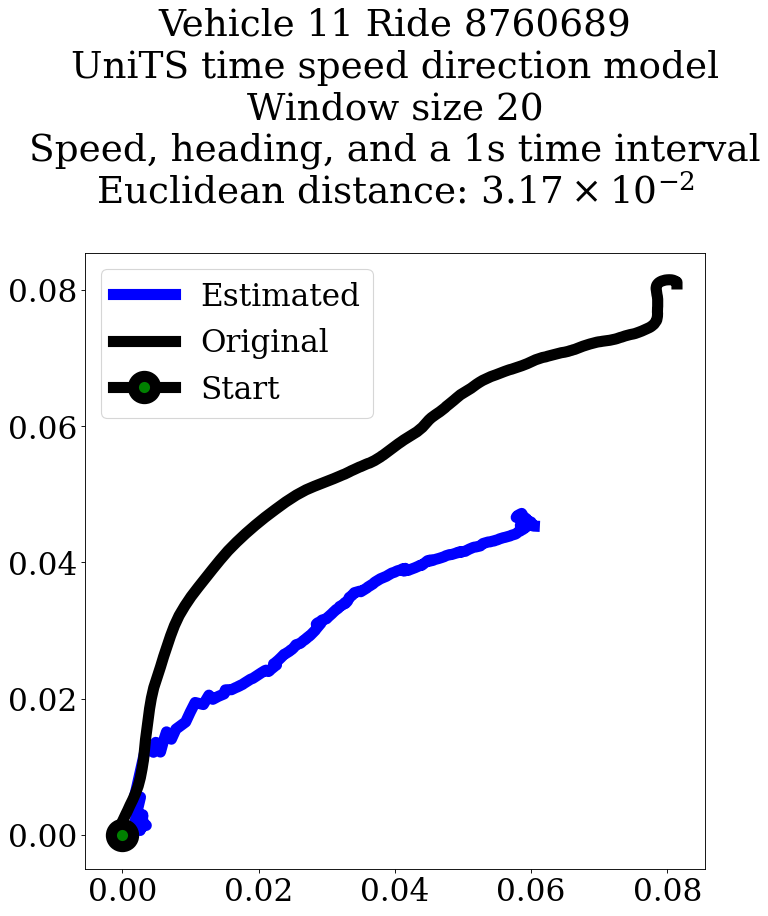 Vehicle 11 Ride 8760689
UniTS time speed direction model
Window size 20
Speed, heading, and a 1s time interval
Euclidean distance: 3.17 × 10⁻²
Estimated
Original
Start
0.08
0.06
0.04
0.02
0.00
0.00 0.02 0.04 0.06 0.08